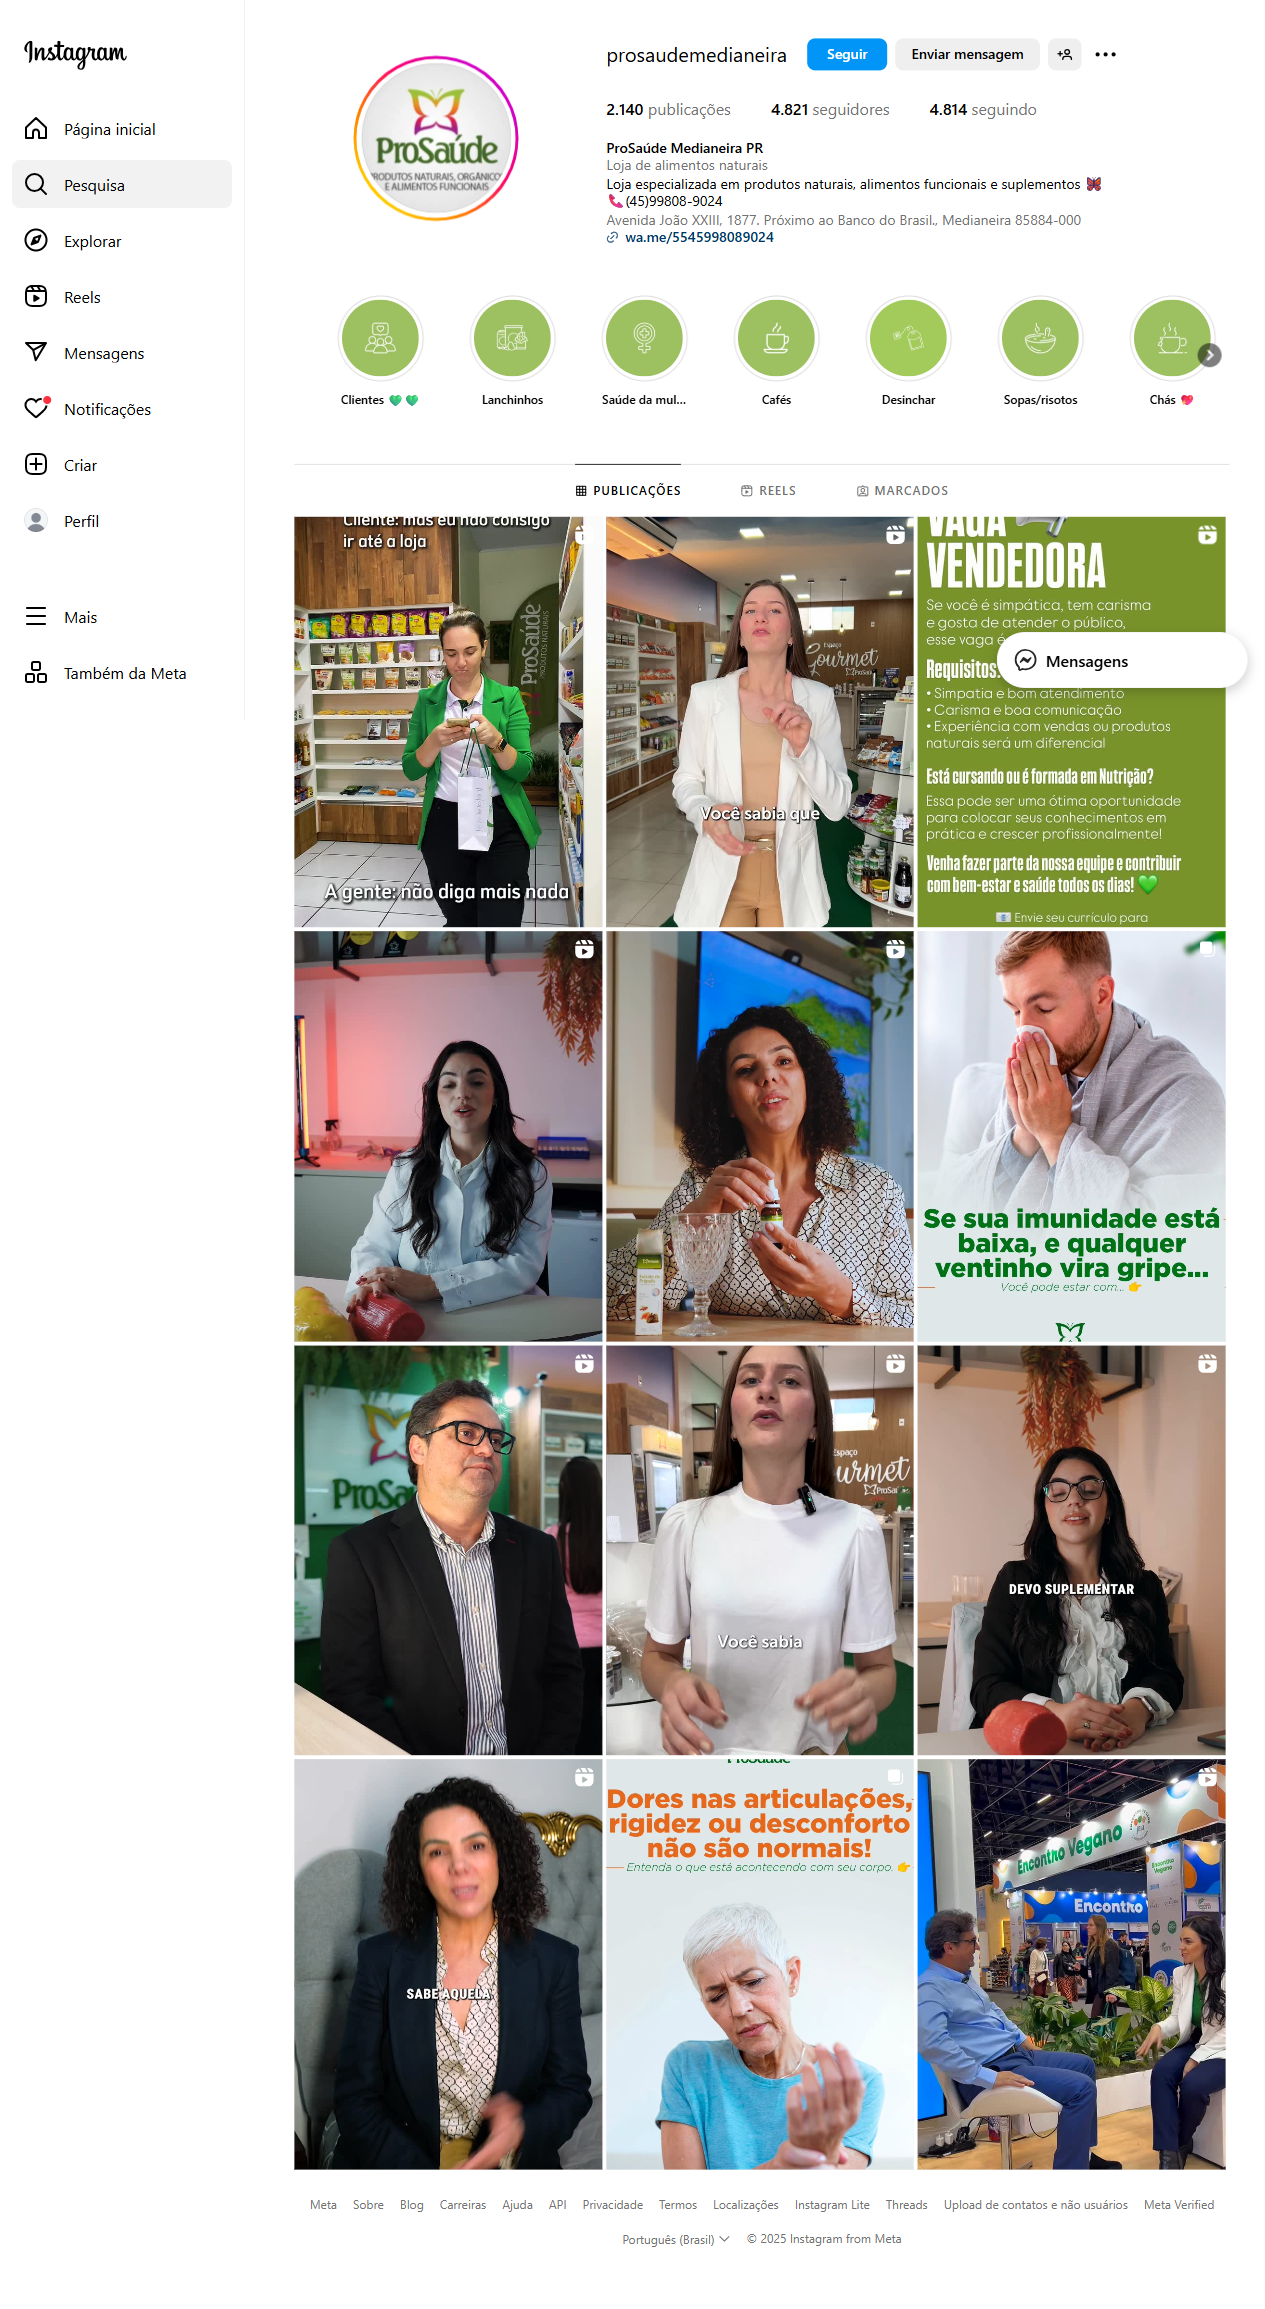 Instagram
Página inicial
Pesquisa
Explorar
Reels
Mensagens
Notificações
Criar
Perfil
Mais
Também da Meta
prosaudemedianeira
Seguir
Enviar mensagem
2.140 publicações
4.821 seguidores
4.814 seguindo
ProSaúde Medianeira PR
Loja de alimentos naturais
Loja especializada em produtos naturais, alimentos funcionais e suplementos 🦋
📞(45)99808-9024
Avenida João XXIII, 1877. Próximo ao Banco do Brasil., Medianeira 85884-000
wa.me/5545998089024
ProSaúde
PRODUTOS NATURAIS, ORGÂNICOS
E ALIMENTOS FUNCIONAIS
Clientes 💚 💚
Lanchinhos
Saúde da mul...
Cafés
Desinchar
Sopas/risotos
Chás 💖
PUBLICAÇÕES
REELS
MARCADOS
Cliente: mas eu não consigo
ir até a loja
ProSaúde
PRODUTOS NATURAIS
A gente: não diga mais nada
Espaço
Gourmet
ProSaúde
Você sabia que
VAGA
VENDEDORA
Se você é simpática, tem carisma
e gosta de atender o público,
esse vaga é
Requisitos:
• Simpatia e bom atendimento
• Carisma e boa comunicação
• Experiência com vendas ou produtos
naturais será um diferencial
Está cursando ou é formada em Nutrição?
Essa pode ser uma ótima oportunidade
para colocar seus conhecimentos em
prática e crescer profissionalmente!
Venha fazer parte da nossa equipe e contribuir
com bem-estar e saúde todos os dias! 💚
📧 Envie seu currículo para
Mensagens
Se sua imunidade está
baixa, e qualquer
ventinho vira gripe...
Você pode estar com... 👉
ProSa
Espaço
urmet
ProSaúde
Você sabia
DEVO SUPLEMENTAR
SABE AQUELA
ProSaúde
Dores nas articulações,
rigidez ou desconforto
não são normais!
Entenda o que está acontecendo com seu corpo. 👉
Encontro Vegano
Encontro
Vegano
Encontro V
Meta
Sobre
Blog
Carreiras
Ajuda
API
Privacidade
Termos
Localizações
Instagram Lite
Threads
Upload de contatos e não usuários
Meta Verified
Português (Brasil)
© 2025 Instagram from Meta